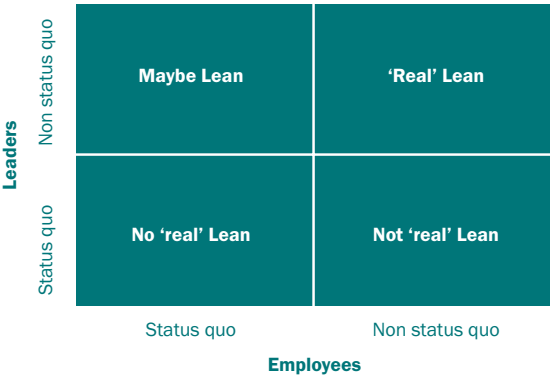 Leaders
Non status quo
Maybe Lean
‘Real’ Lean
Status quo
No ‘real’ Lean
Not ‘real’ Lean
Status quo
Non status quo
Employees